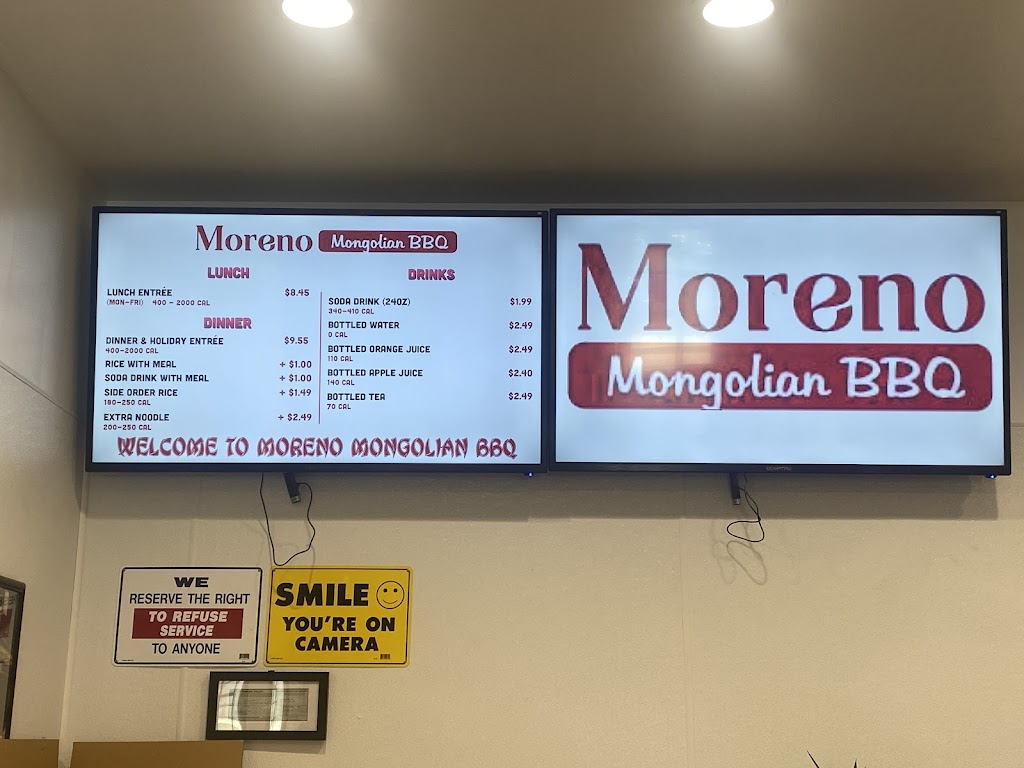 Moreno Mongolian BBQ
LUNCH
LUNCH ENTRÉE $8.45
(MON-FRI) 400 - 2000 CAL
DINNER
DINNER & HOLIDAY ENTRÉE $9.55
400-2000 CAL
RICE WITH MEAL + $1.00
SODA DRINK WITH MEAL + $1.00
SIDE ORDER RICE + $1.49
180-250 CAL
EXTRA NOODLE + $2.49
200-250 CAL
DRINKS
SODA DRINK (24OZ) $1.99
340-410 CAL
BOTTLED WATER $2.49
0 CAL
BOTTLED ORANGE JUICE $2.49
110 CAL
BOTTLED APPLE JUICE $2.40
140 CAL
BOTTLED TEA $2.49
70 CAL
WELCOME TO MORENO MONGOLIAN BBQ
Moreno
Mongolian BBQ
WE
RESERVE THE RIGHT
TO REFUSE
SERVICE
TO ANYONE
SMILE
YOU'RE ON
CAMERA